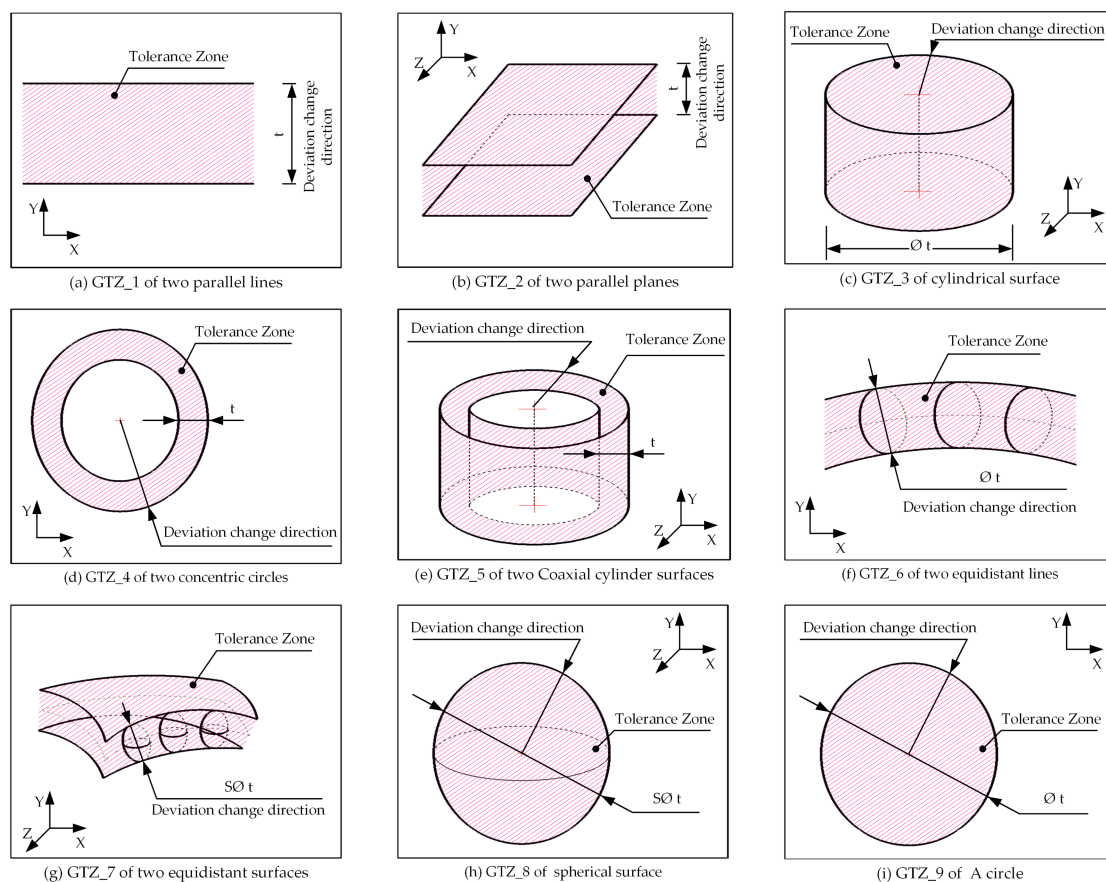 Tolerance Zone
t
Deviation change
direction
Y
X
(a) GTZ_1 of two parallel lines
Y
Z
X
t
Deviation change
direction
Tolerance Zone
(b) GTZ_2 of two parallel planes
Tolerance Zone
Deviation change direction
Y
Z
X
Ø t
(c) GTZ_3 of cylindrical surface
Tolerance Zone
t
Y
X
Deviation change direction
(d) GTZ_4 of two concentric circles
Deviation change direction
Tolerance Zone
t
Y
Z
X
(e) GTZ_5 of two Coaxial cylinder surfaces
Tolerance Zone
Ø t
Y
X
Deviation change direction
(f) GTZ_6 of two equidistant lines
Tolerance Zone
SØ t
Deviation change direction
Y
Z
X
(g) GTZ_7 of two equidistant surfaces
Deviation change direction
Y
Z
X
Tolerance Zone
SØ t
(h) GTZ_8 of spherical surface
Deviation change direction
Y
X
Tolerance Zone
Ø t
(i) GTZ_9 of A circle